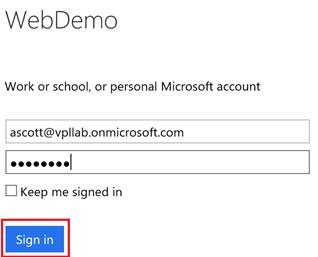 WebDemo
Work or school, or personal Microsoft account
ascott@vpllab.onmicrosoft.com
●●●●●●●●
Keep me signed in
Sign in